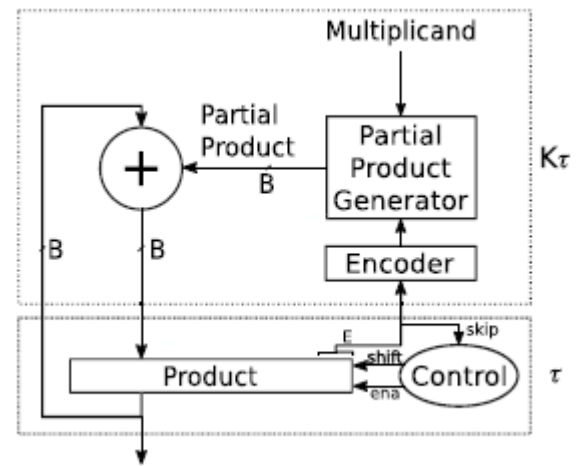 Multiplicand
Partial
Product
B
+
Partial
Product
Generator
Kτ
B
B
Encoder
E
skip
shift
Product
Control
ena
τ